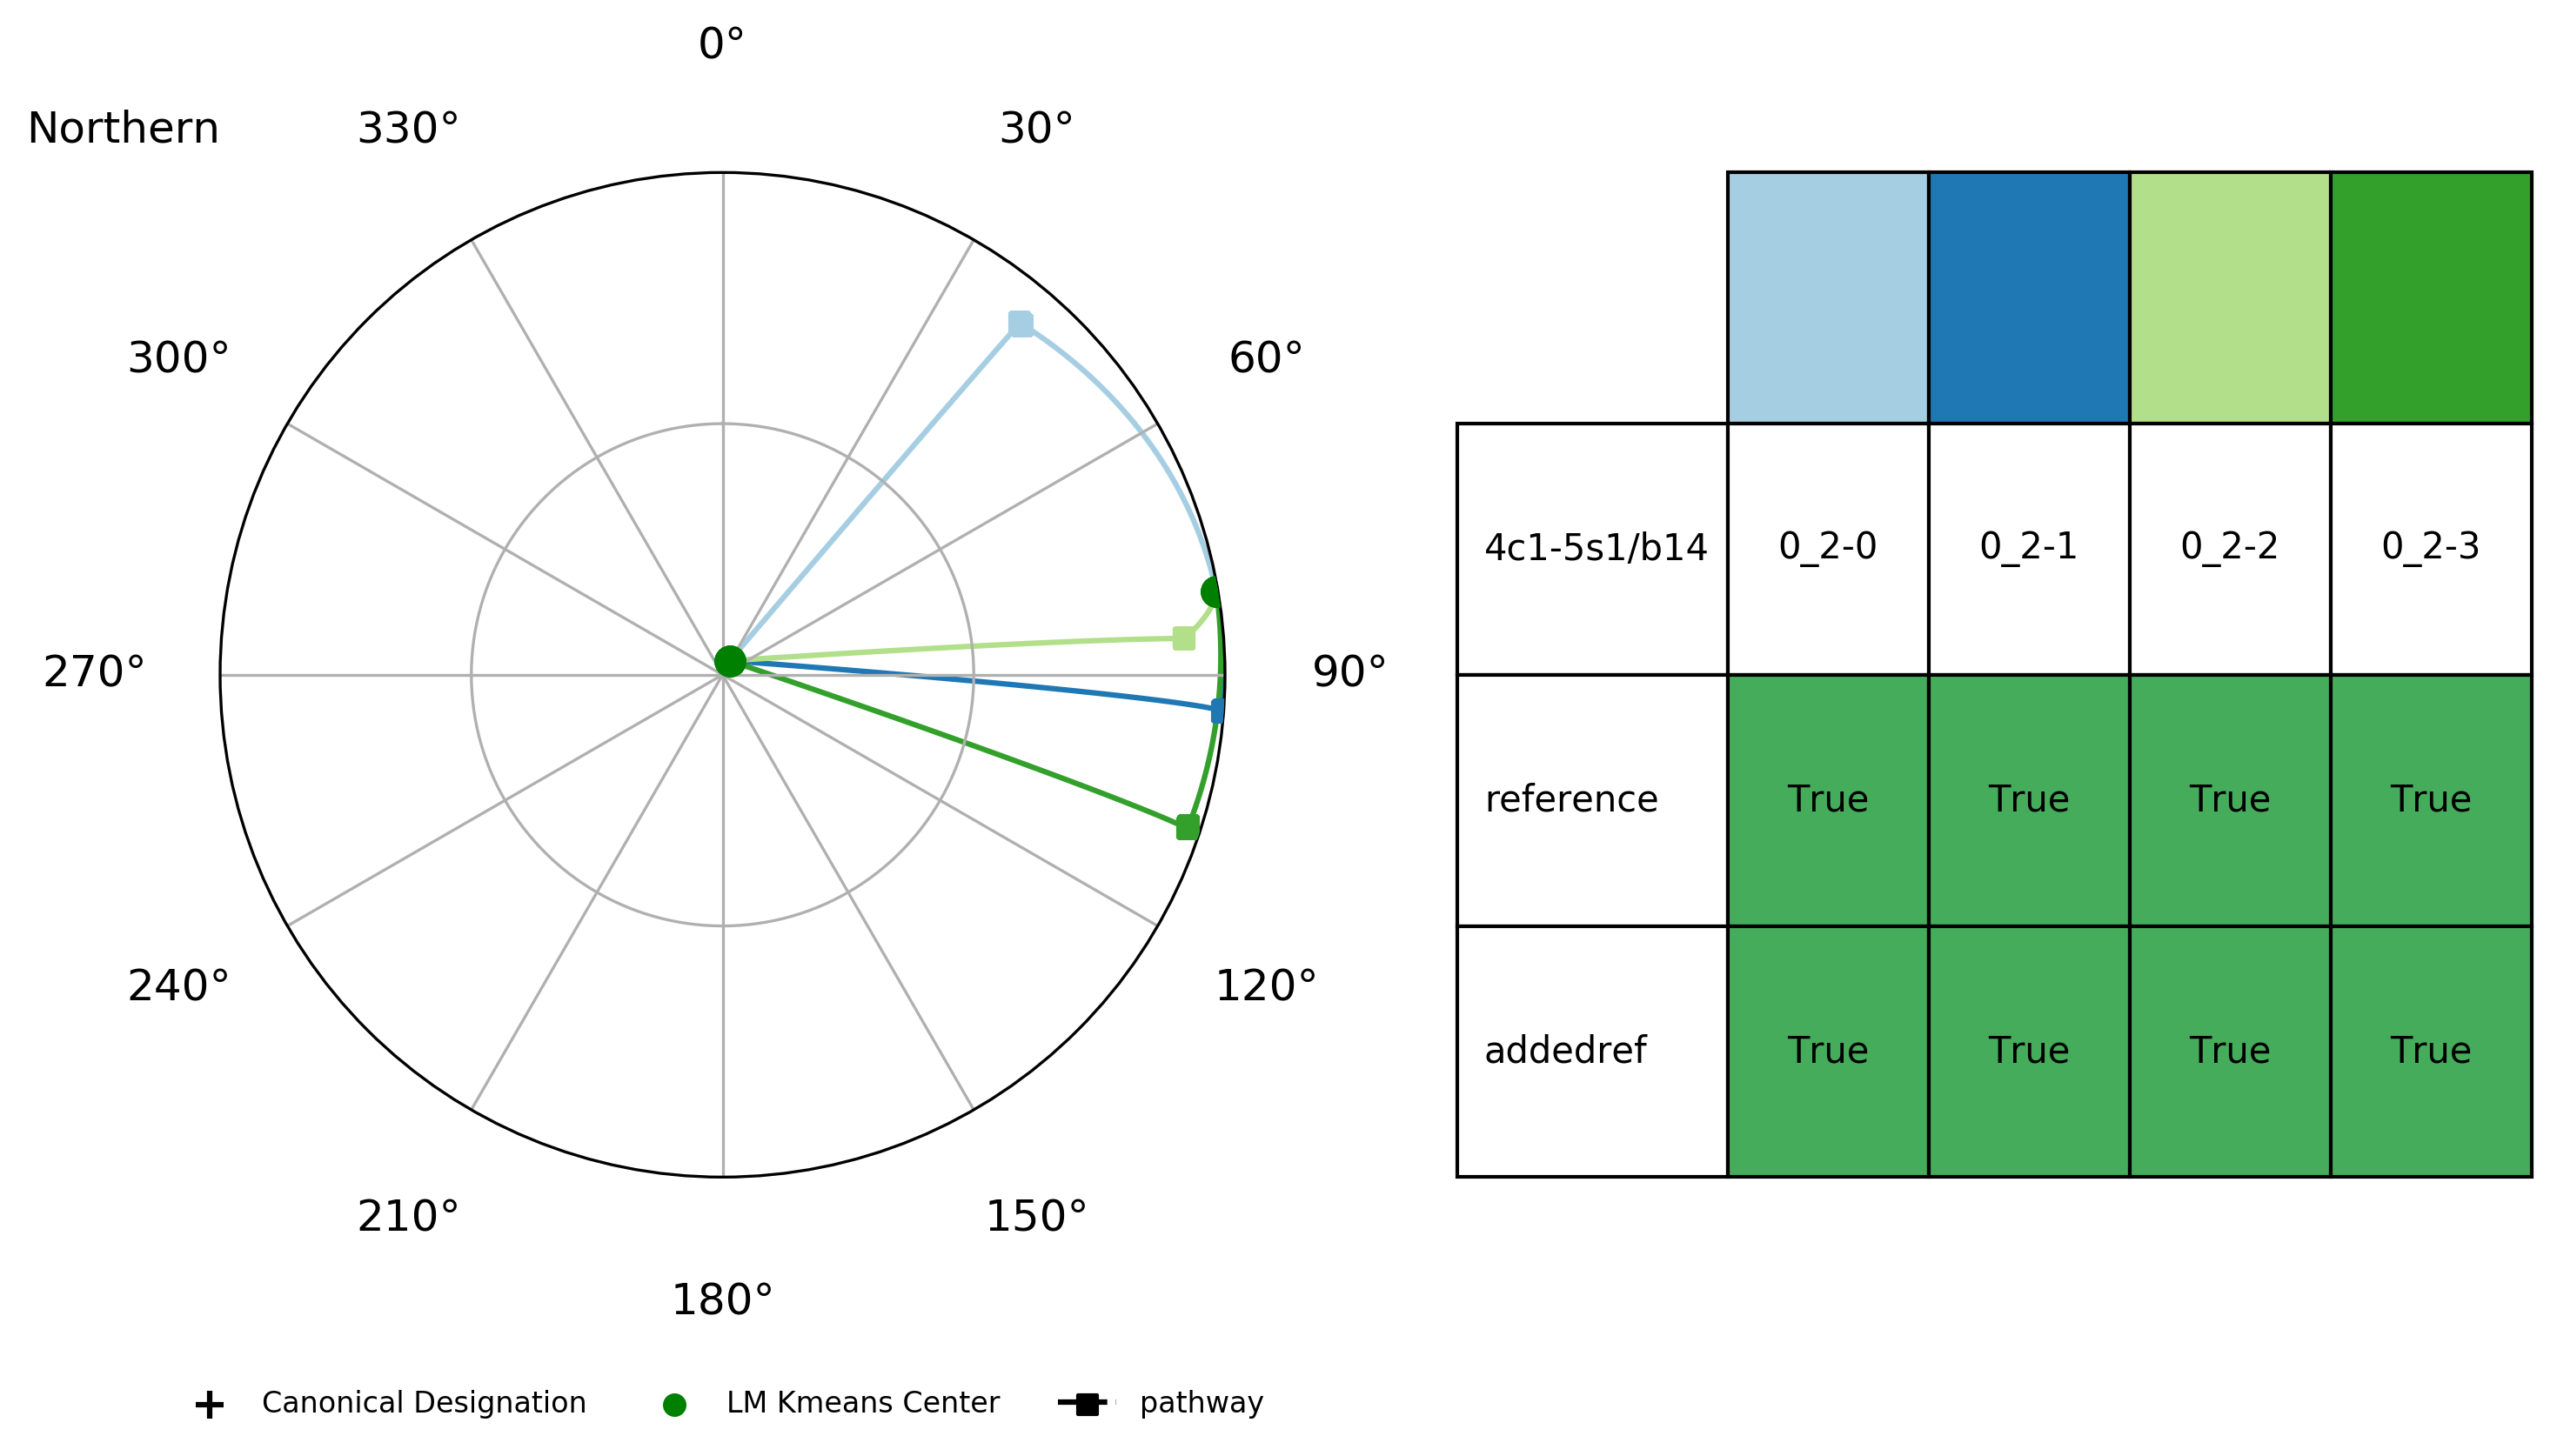 0°
Northern
330°
30°
300°
60°
270°
90°
240°
120°
210°
150°
180°
4c1-5s1/b14 0_2-0 0_2-1 0_2-2 0_2-3
reference True True True True
addedref True True True True
Canonical Designation
LM Kmeans Center
pathway